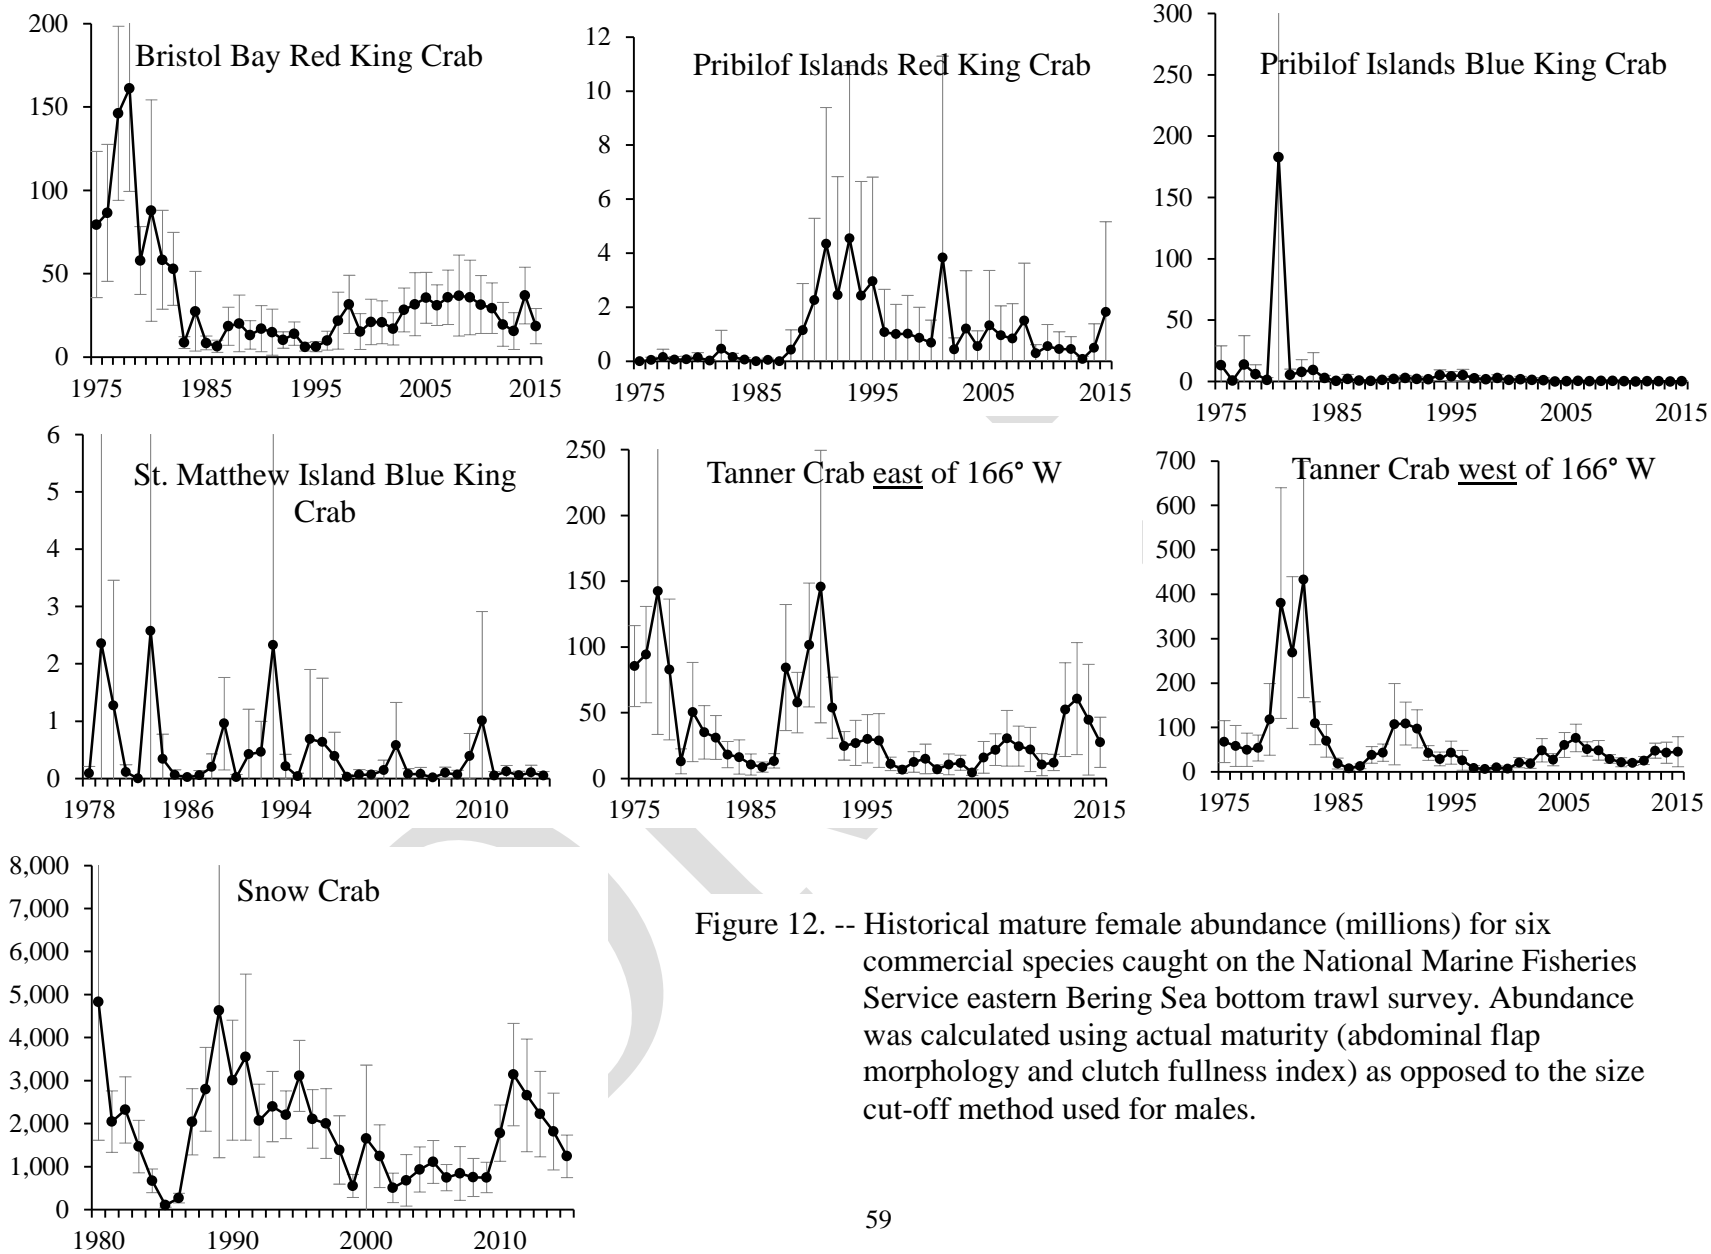 Bristol Bay Red King Crab
200
150
100
50
0
1975 1985 1995 2005 2015
Pribilof Islands Red King Crab
12
10
8
6
4
2
0
1975 1985 1995 2005 2015
Pribilof Islands Blue King Crab
300
250
200
150
100
50
0
1975 1985 1995 2005 2015
St. Matthew Island Blue King
Crab
6
5
4
3
2
1
0
1978 1986 1994 2002 2010
Tanner Crab east of 166° W
250
200
150
100
50
0
1975 1985 1995 2005 2015
Tanner Crab west of 166° W
700
600
500
400
300
200
100
0
1975 1985 1995 2005 2015
Snow Crab
8,000
7,000
6,000
5,000
4,000
3,000
2,000
1,000
0
1980 1990 2000 2010
Figure 12. -- Historical mature female abundance (millions) for six
commercial species caught on the National Marine Fisheries
Service eastern Bering Sea bottom trawl survey. Abundance
was calculated using actual maturity (abdominal flap
morphology and clutch fullness index) as opposed to the size
cut-off method used for males.
59